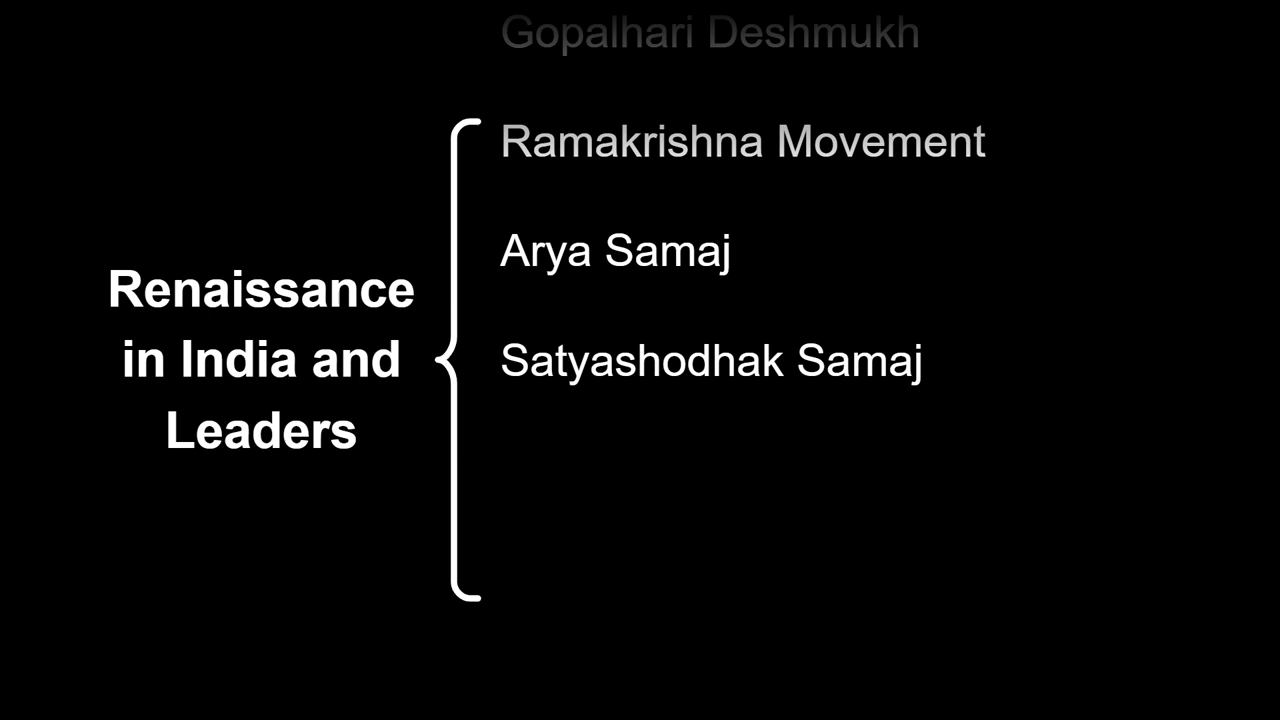 Gopalhari Deshmukh
Ramakrishna Movement
Arya Samaj
Satyashodhak Samaj
Renaissance
in India and
Leaders